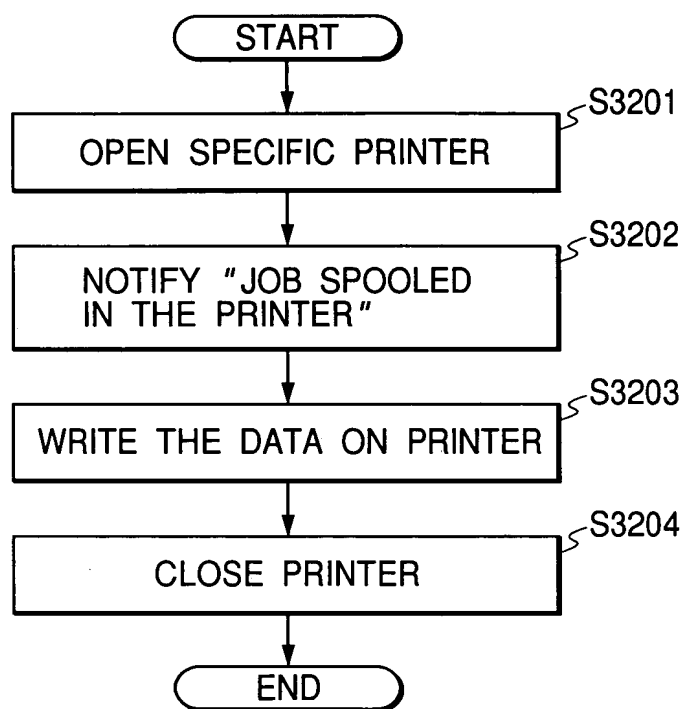 START
S3201
OPEN SPECIFIC PRINTER
S3202
NOTIFY "JOB SPOOLED
IN THE PRINTER"
S3203
WRITE THE DATA ON PRINTER
S3204
CLOSE PRINTER
END